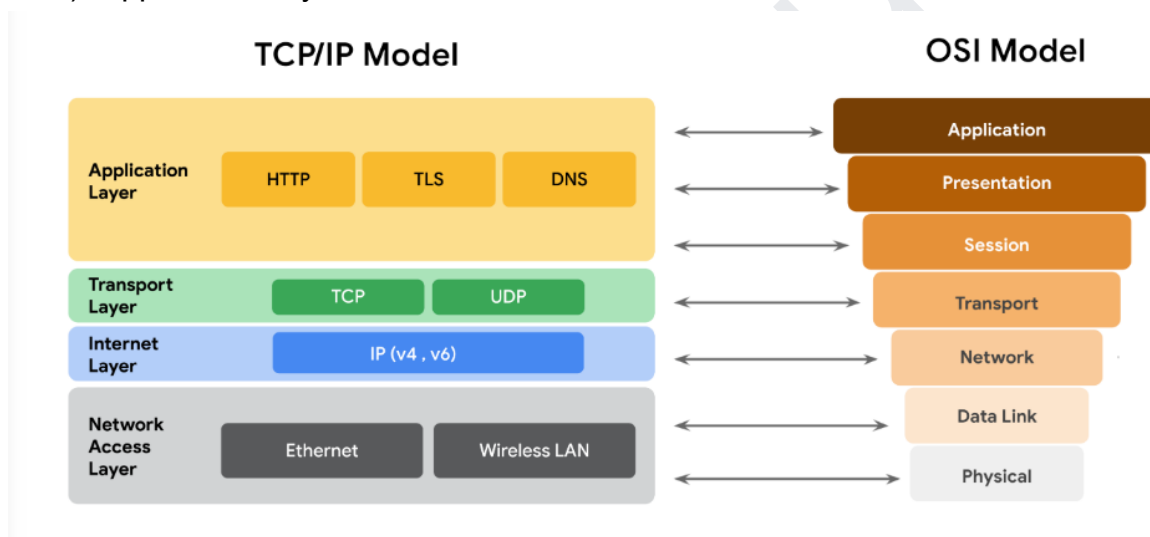 TCP/IP Model
OSI Model
Application
Layer
HTTP
TLS
DNS
Transport
Layer
TCP
UDP
Internet
Layer
IP (v4 , v6)
Network
Access
Layer
Ethernet
Wireless LAN
Application
Presentation
Session
Transport
Network
Data Link
Physical